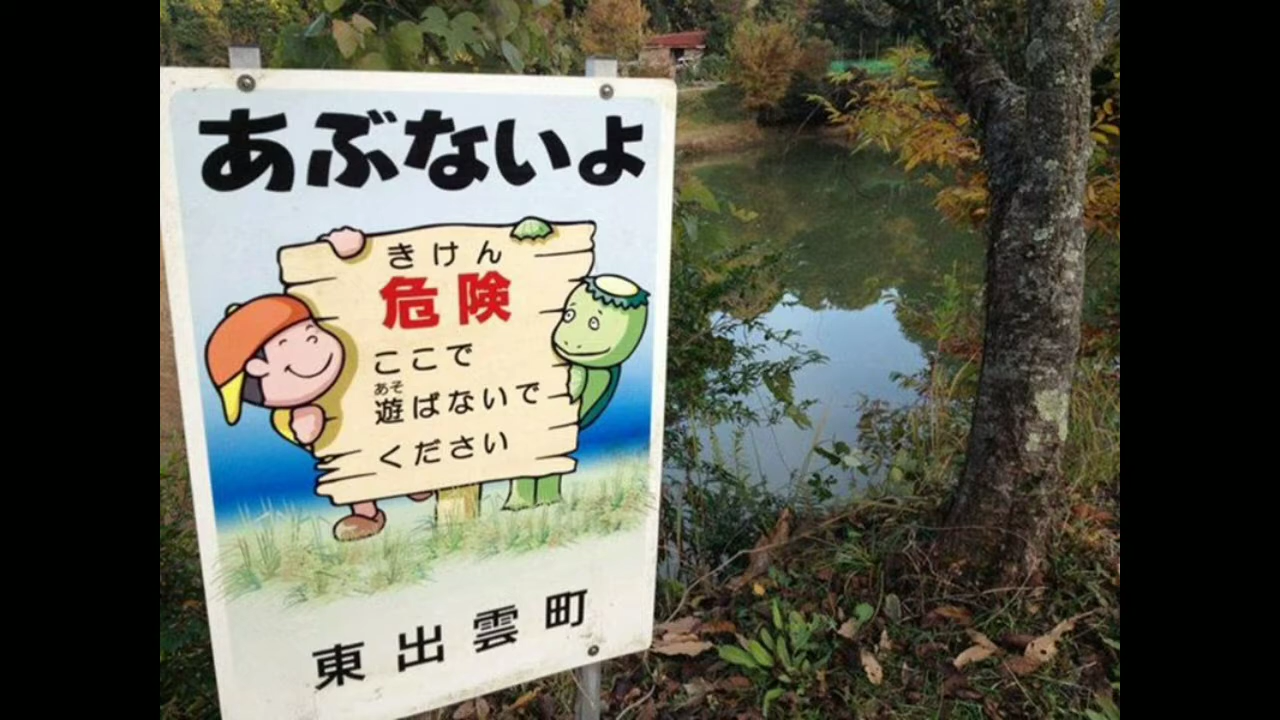 あぶないよ
きけん
危険
ここで
あそ
遊ばないで
ください
東出雲町